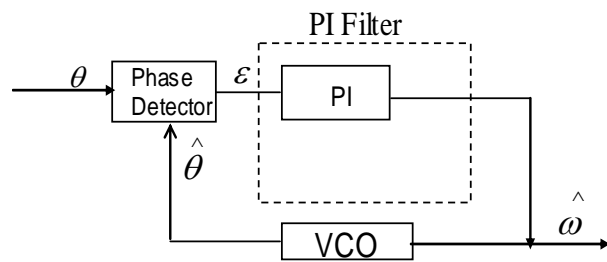 PI Filter
θ
Phase
Detector
ε
PI
θ^
VCO
ω^